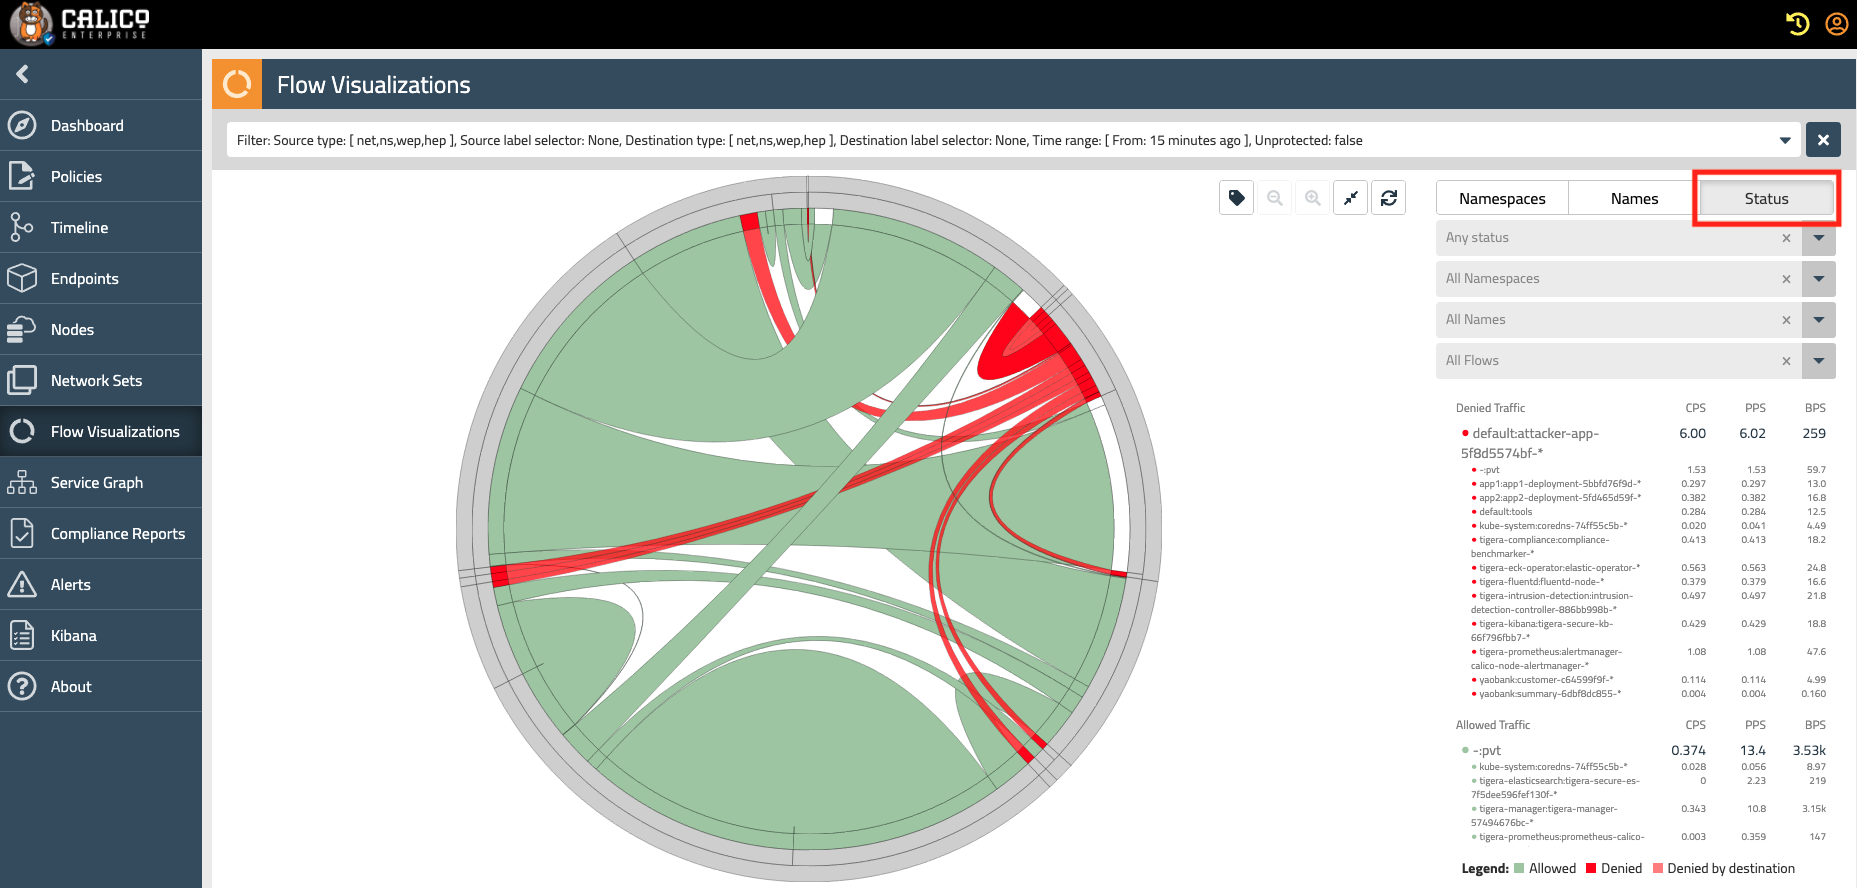 CALICO
ENTERPRISE
Flow Visualizations
Dashboard
Policies
Timeline
Endpoints
Nodes
Network Sets
Flow Visualizations
Service Graph
Compliance Reports
Alerts
Kibana
About
Filter: Source type: [ net,ns,wep,hep ], Source label selector: None, Destination type: [ net,ns,wep,hep ], Destination label selector: None, Time range: [ From: 15 minutes ago ], Unprotected: false
Namespaces Names Status
Any status
All Namespaces
All Names
All Flows
Denied Traffic CPS PPS BPS
default:attacker-app- 6.00 6.02 259
5f8d5574bf-*
-:pvt 1.53 1.53 59.7
app1:app1-deployment-5bbfd76f9d-* 0.297 0.297 13.0
app2:app2-deployment-5fd465d59f-* 0.382 0.382 16.8
default:tools 0.284 0.284 12.5
kube-system:coredns-74ff55c5b-* 0.020 0.041 4.49
tigera-compliance:compliance- 0.413 0.413 18.2
benchmarker-*
tigera-eck-operator:elastic-operator-* 0.563 0.563 24.8
tigera-fluentd:fluentd-node-* 0.379 0.379 16.6
tigera-intrusion-detection:intrusion- 0.497 0.497 21.8
detection-controller-886bb998b-*
tigera-kibana:tigera-secure-kb- 0.429 0.429 18.8
66f796fbb7-*
tigera-prometheus:alertmanager- 1.08 1.08 47.6
calico-node-alertmanager-*
yaobank:customer-c64599f9f-* 0.114 0.114 4.99
yaobank:summary-6dbf8dc855-* 0.004 0.004 0.160
Allowed Traffic CPS PPS BPS
-:pvt 0.374 13.4 3.53k
kube-system:coredns-74ff55c5b-* 0.028 0.056 8.97
tigera-elasticsearch:tigera-secure-es- 0 2.23 219
7f5dee596fef130f-*
tigera-manager:tigera-manager- 0.343 10.8 3.15k
57494676bc-*
tigera-prometheus:prometheus-calico- 0.003 0.359 147
Legend: Allowed Denied Denied by destination